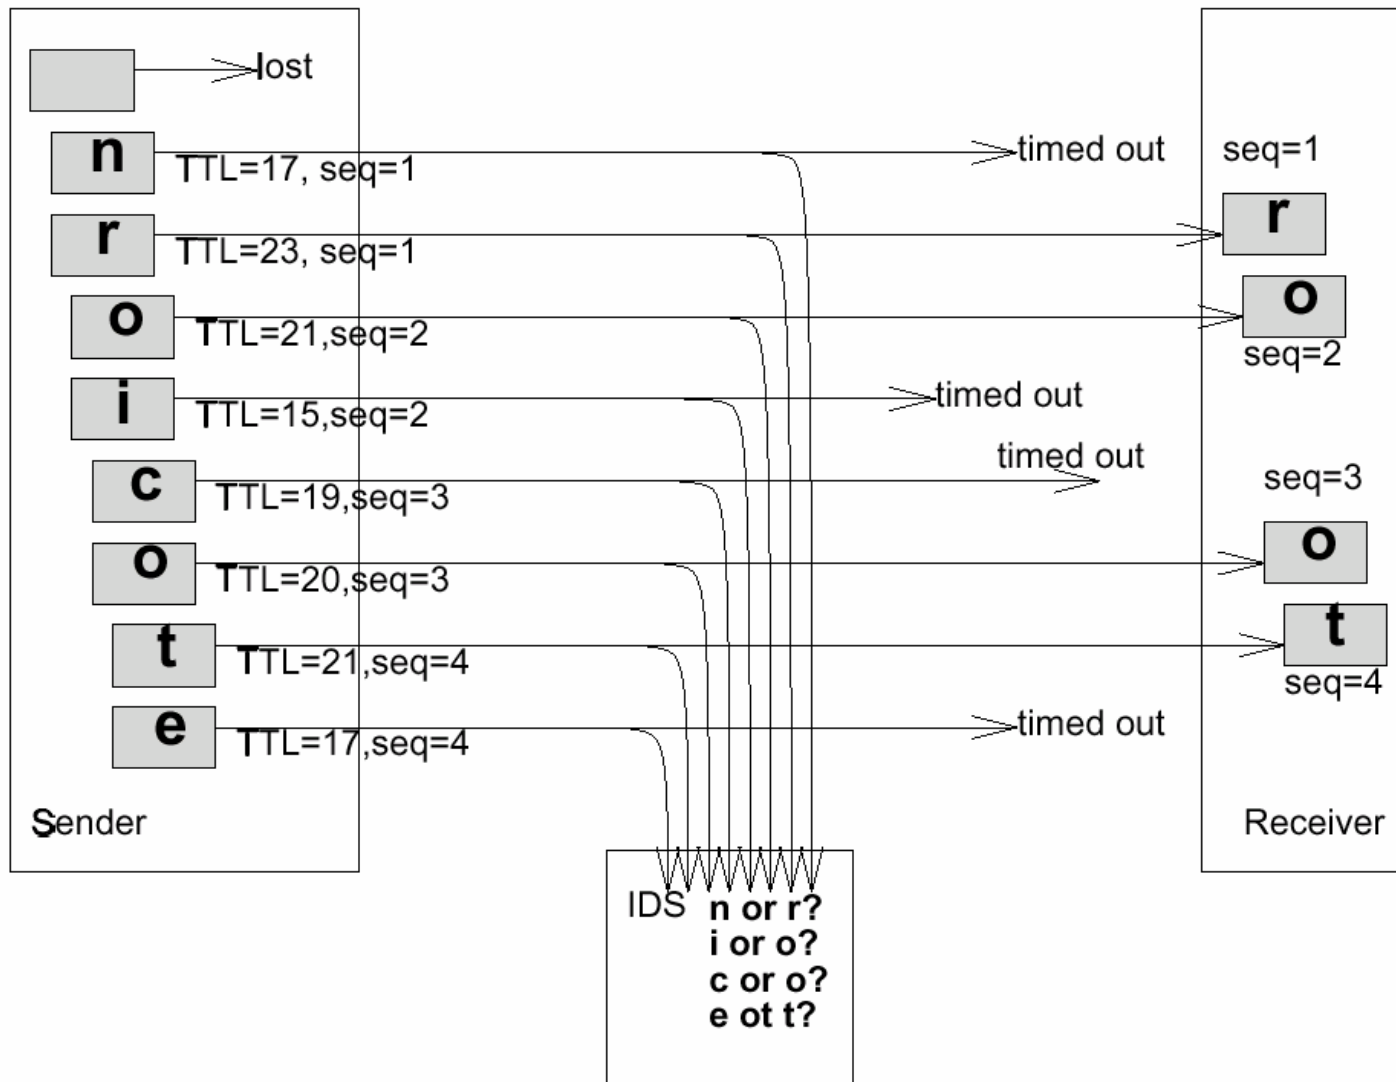 lost
n
TTL=17, seq=1
timed out
seq=1
r
TTL=23, seq=1
r
o
TTL=21,seq=2
o
seq=2
i
TTL=15,seq=2
timed out
c
TTL=19,seq=3
timed out
seq=3
o
TTL=20,seq=3
o
t
TTL=21,seq=4
t
seq=4
e
TTL=17,seq=4
timed out
Sender
Receiver
IDS
n or r?
i or o?
c or o?
e ot t?